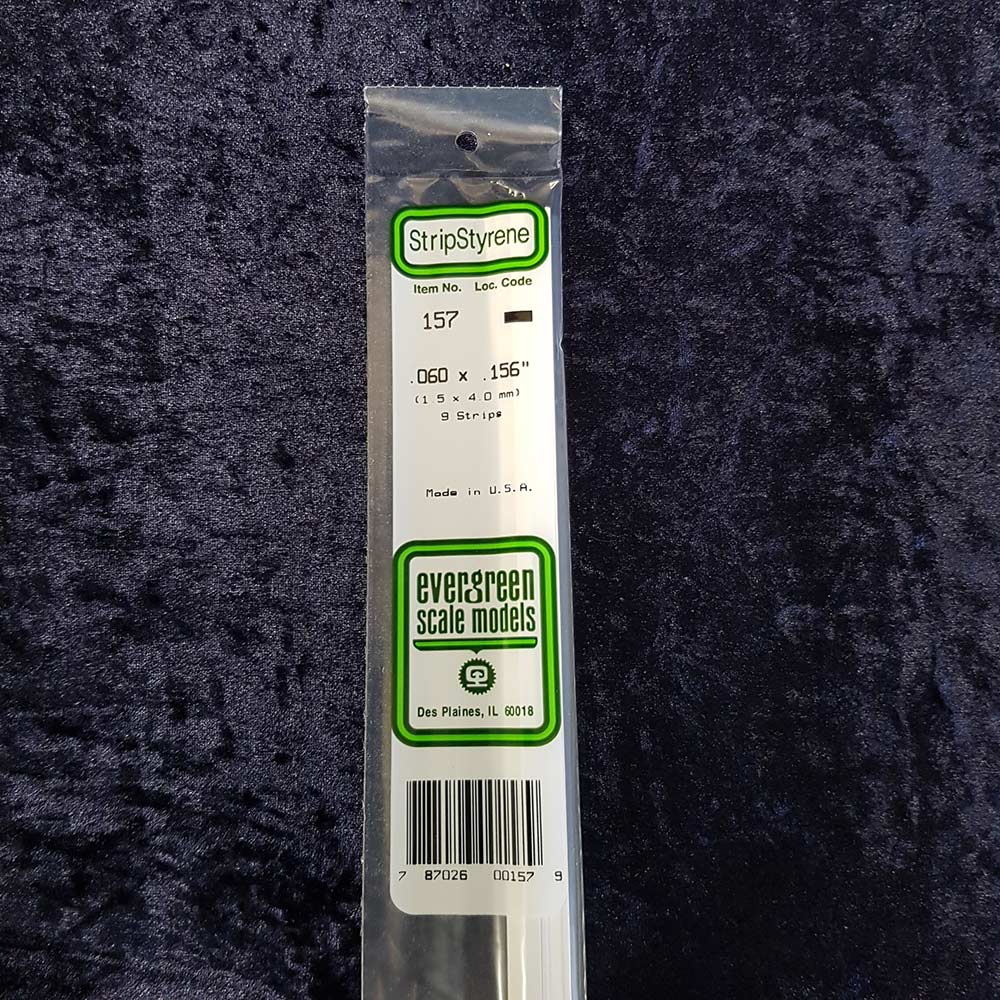 StripStyrene
Item No. Loc. Code
157
.060 x .156"
(1.5 x 4.0 mm)
9 Strips
Made in U.S.A.
evergreen
scale models
Des Plaines, IL 60018
7 87026 00157 9